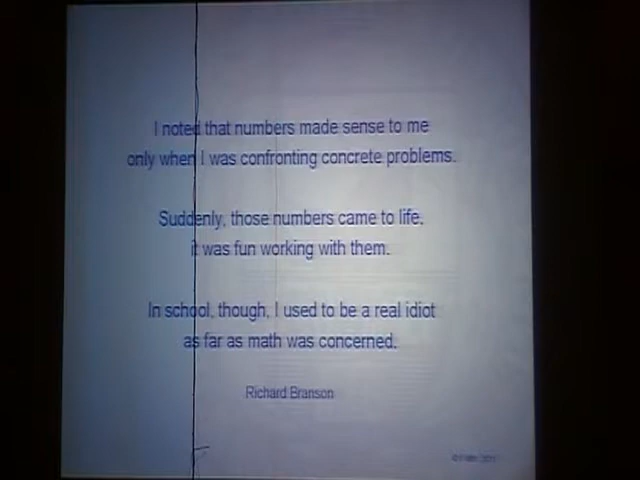 I noted that numbers made sense to me
only when I was confronting concrete problems.
Suddenly, those numbers came to life,
it was fun working with them.
In school, though, I used to be a real idiot
as far as math was concerned.
Richard Branson